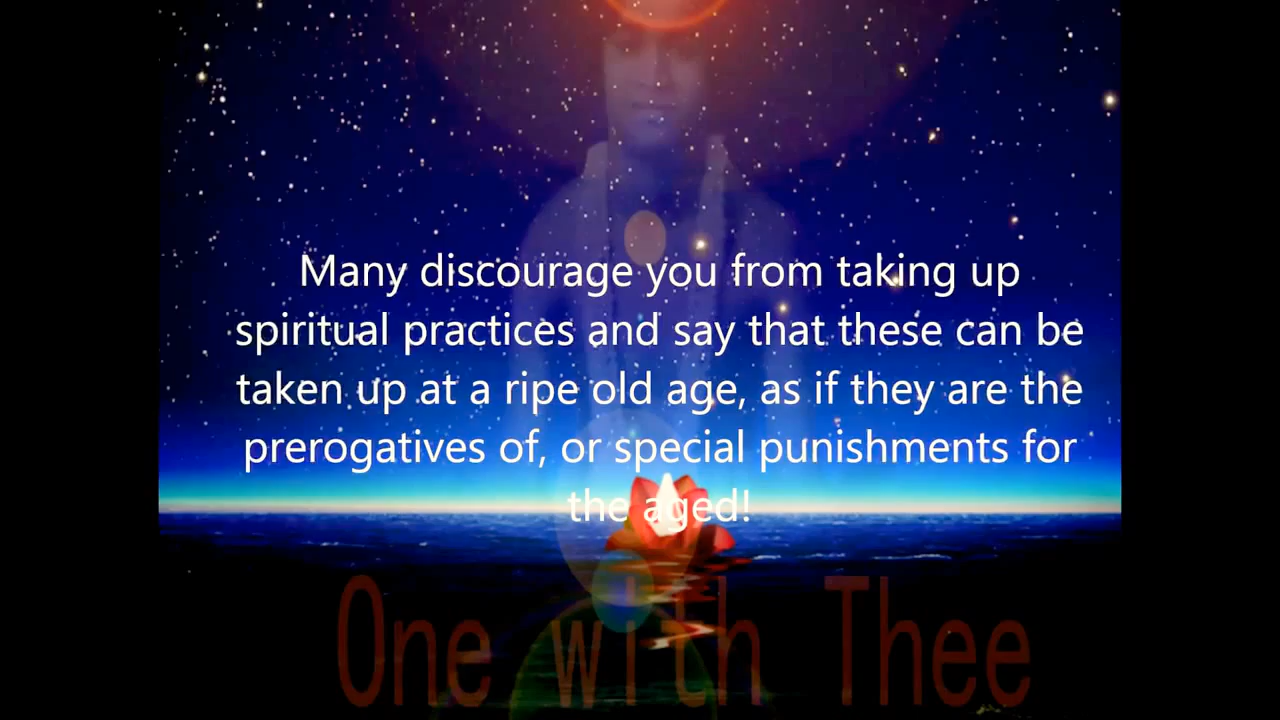 Many discourage you from taking up
spiritual practices and say that these can be
taken up at a ripe old age, as if they are the
prerogatives of, or special punishments for
the aged!
One with Thee